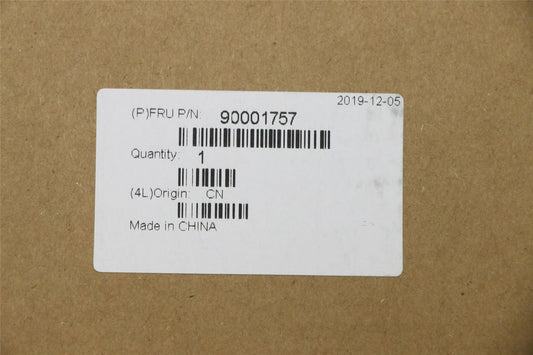 2019-12-05
(P)FRU P/N: 90001757
Quantity: 1
(4L)Origin: CN
Made in CHINA